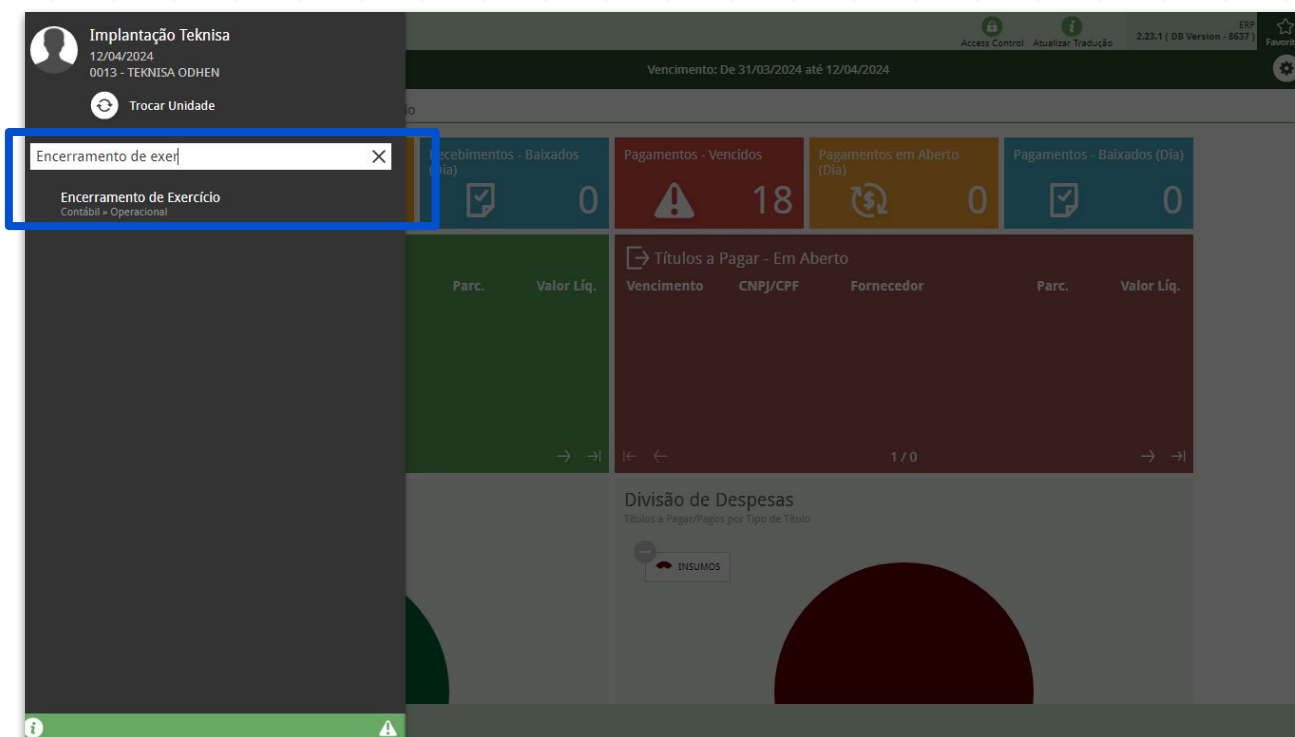 Implantação Teknisa
12/04/2024
0013 - TEKNISA ODHEN
Trocar Unidade
Encerramento de exer
Encerramento de Exercício
Contábil » Operacional
Access Control
Atualizar Tradução
ERP
2.23.1 ( DB Version - 8637 )
Favorit
Vencimento: De 31/03/2024 até 12/04/2024
io
Recebimentos - Baixados
(Dia)
0
Pagamentos - Vencidos
18
Pagamentos em Aberto
(Dia)
0
Pagamentos - Baixados (Dia)
0
Parc. Valor Líq.
Títulos a Pagar - Em Aberto
Vencimento CNPJ/CPF Fornecedor Parc. Valor Líq.
1 / 0
Divisão de Despesas
Títulos a Pagar/Pagos por Tipo de Título
INSUMOS